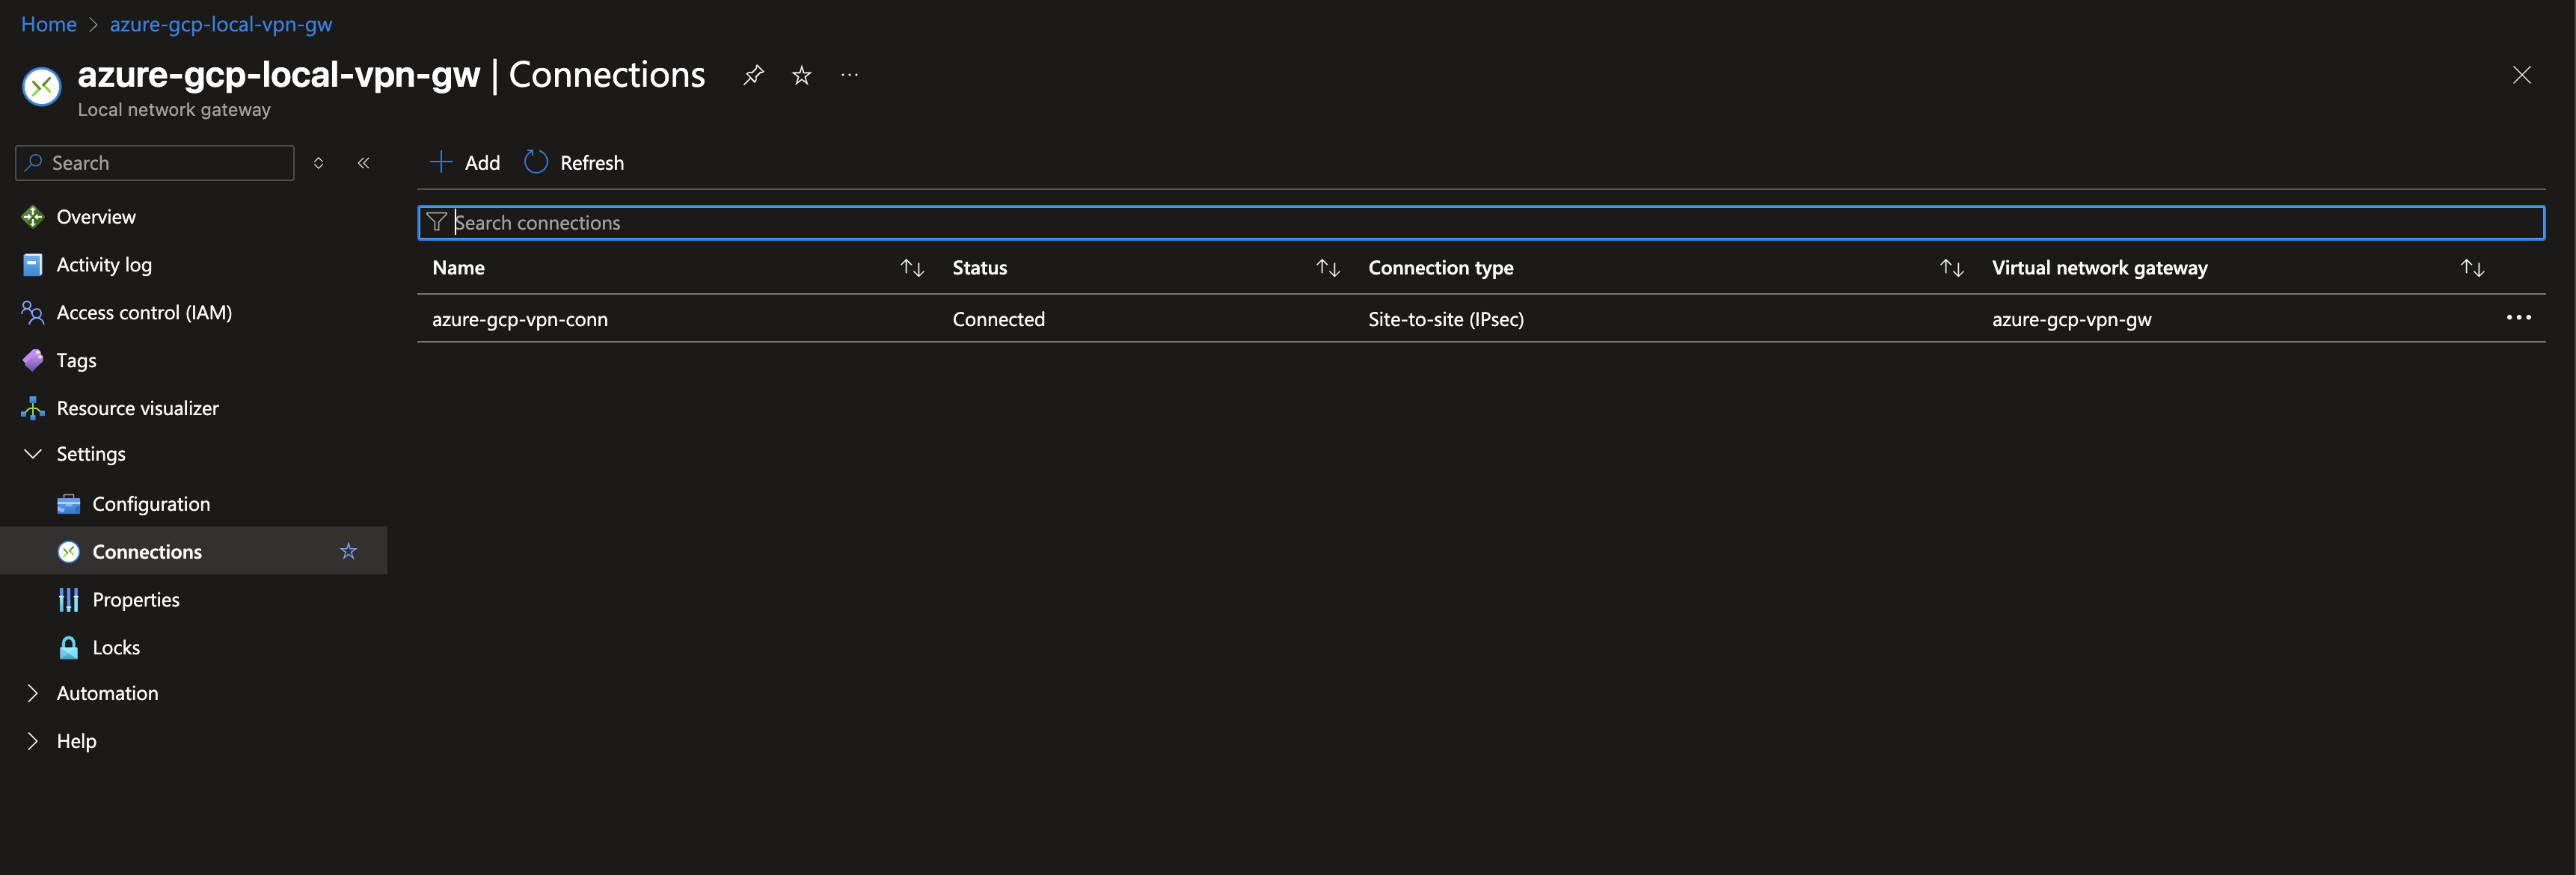 Home > azure-gcp-local-vpn-gw
azure-gcp-local-vpn-gw | Connections
Local network gateway
Search
Add Refresh
Search connections
Name Status Connection type Virtual network gateway
azure-gcp-vpn-conn Connected Site-to-site (IPsec) azure-gcp-vpn-gw
Overview
Activity log
Access control (IAM)
Tags
Resource visualizer
Settings
Configuration
Connections
Properties
Locks
Automation
Help